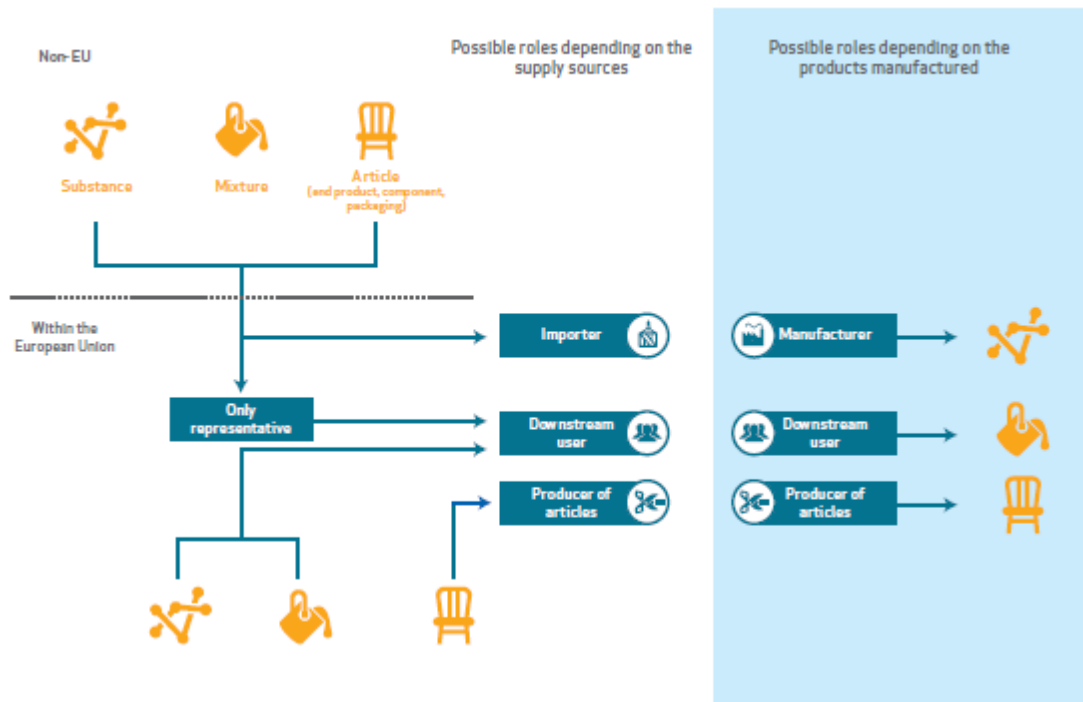 Non-EU
Possible roles depending on the
supply sources
Possible roles depending on the
products manufactured
Substance
Mixture
Article
(end product, component,
packaging)
Within the
European Union
Importer
Manufacturer
Only
representative
Downstream
user
Downstream
user
Producer of
articles
Producer of
articles